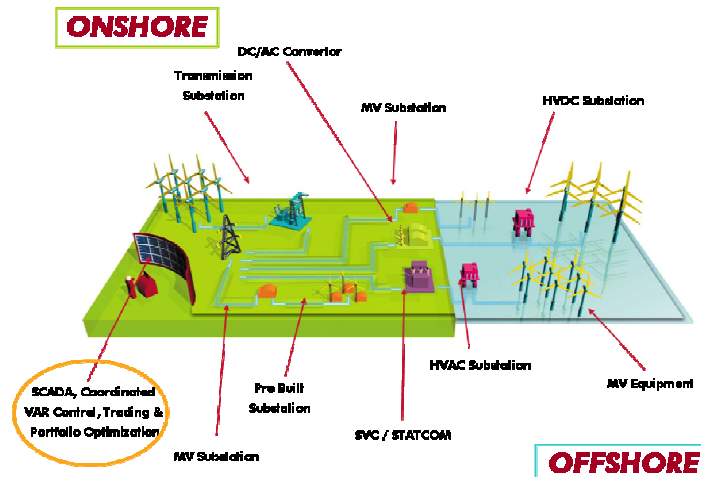 ONSHORE
DC/AC Convertor
Transmission
Substation
MV Substation
HVDC Substation
SCADA, Coordinated
VAR Control, Trading &
Portfolio Optimization
MV Substation
Pre Built
Substation
SVC / STATCOM
HVAC Substation
MV Equipment
OFFSHORE